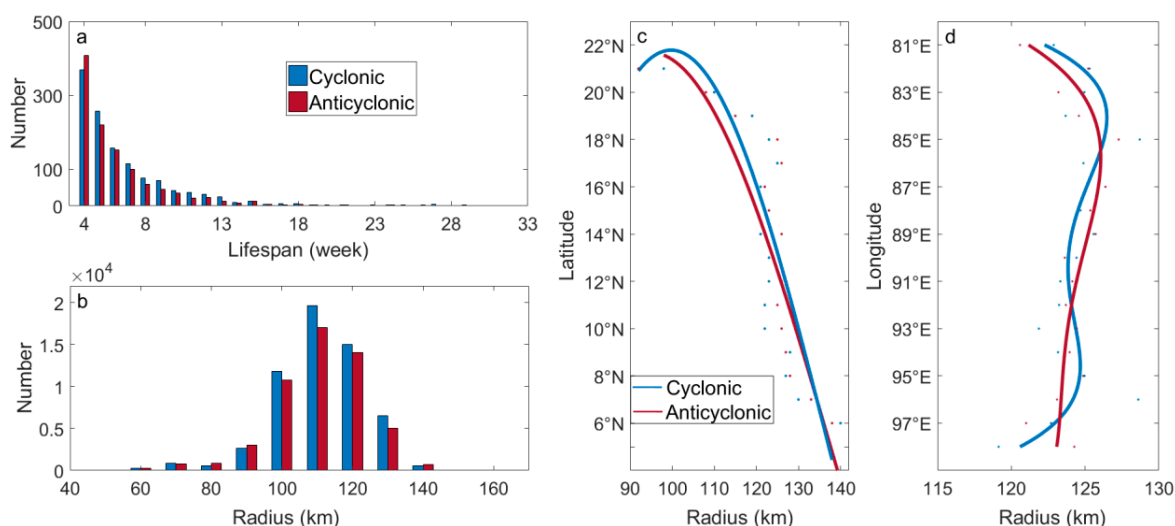 a
500
300
100
0
Number
4
8
13
18
23
28
33
Lifespan (week)
Cyclonic
Anticyclonic
×10⁴
b
2
1.5
1
0.5
0
Number
40
60
80
100
120
140
160
Radius (km)
c
22°N
20°N
18°N
16°N
14°N
12°N
10°N
8°N
6°N
Latitude
Cyclonic
Anticyclonic
90
100
110
120
130
140
Radius (km)
d
81°E
83°E
85°E
87°E
89°E
91°E
93°E
95°E
97°E
Longitude
115
120
125
130
Radius (km)